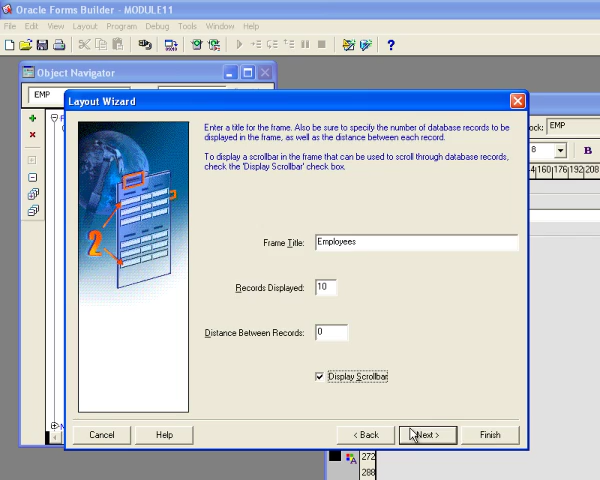 Oracle Forms Builder - MODULE11
File Edit View Layout Program Debug Tools Window Help
Object Navigator
EMP
Layout Wizard
Enter a title for the frame. Also be sure to specify the number of database records to be
displayed in the frame, as well as the distance between each record.
To display a scrollbar in the frame that can be used to scroll through database records,
check the 'Display Scrollbar' check box.
2
Frame Title: Employees
Records Displayed: 10
Distance Between Records: 0
Display Scrollbar
Cancel Help < Back Next > Finish
ock: EMP
8 B
160 176 192 208
272
288